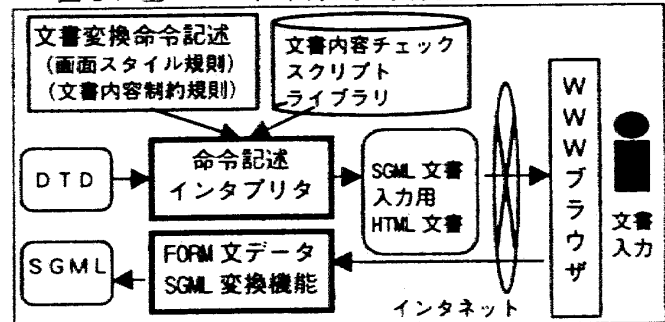 文書変換命令記述
(画面スタイル規則)
(文書内容制約規則)
文書内容チェック
スクリプト
ライブラリ
DTD
命令記述
インタプリタ
SGML 文書
入力用
HTML 文書
WWWブラウザ
文書
入力
SGML
FORM 文データ
SGML 変換機能
インタネット